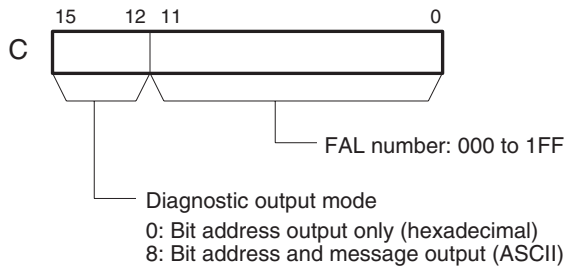 15 12 11 0
C
FAL number: 000 to 1FF
Diagnostic output mode
0: Bit address output only (hexadecimal)
8: Bit address and message output (ASCII)